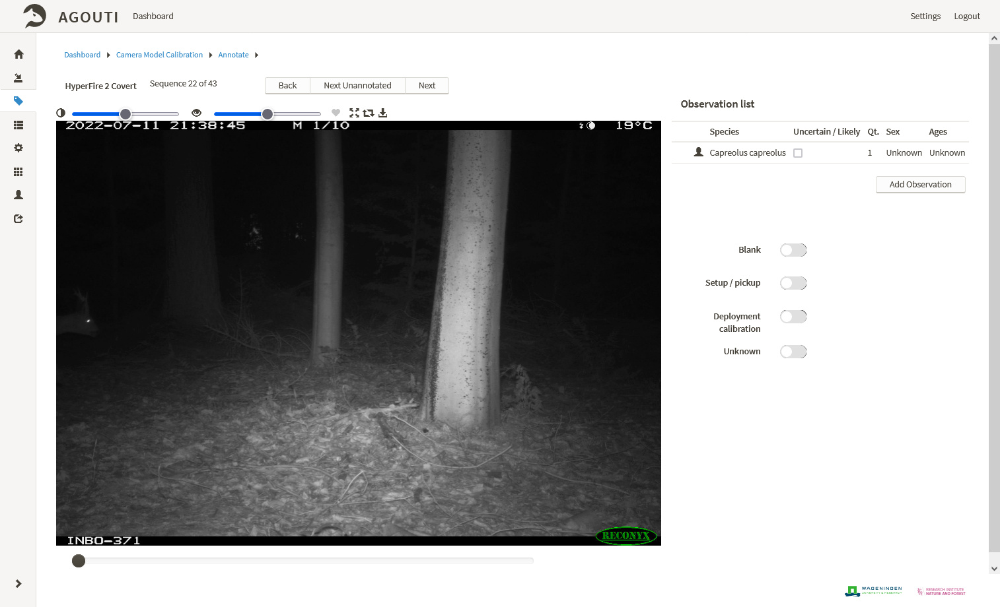 AGOUTI
Dashboard
Settings
Logout
Dashboard
Camera Model Calibration
Annotate
HyperFire 2 Covert
Sequence 22 of 43
Back
Next Unannotated
Next
2022-07-11 21:38:45
M 1/10
19°C
INBO-371
RECONYX
Observation list
Species
Uncertain / Likely
Qt.
Sex
Ages
Capreolus capreolus
1
Unknown
Unknown
Add Observation
Blank
Setup / pickup
Deployment
calibration
Unknown
WAGENINGEN
UNIVERSITY & RESEARCH
RESEARCH INSTITUTE
NATURE AND FOREST